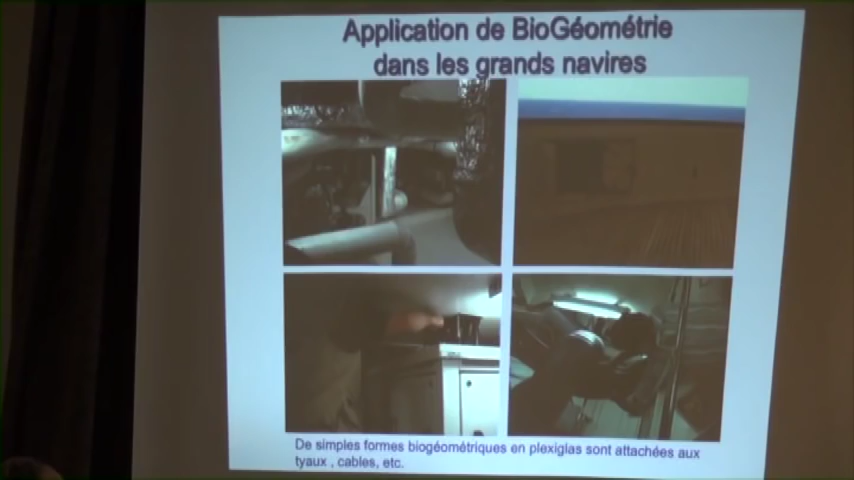 Application de BioGéométrie
dans les grands navires
De simples formes biogéométriques en plexiglas sont attachées aux
tyaux , cables, etc.